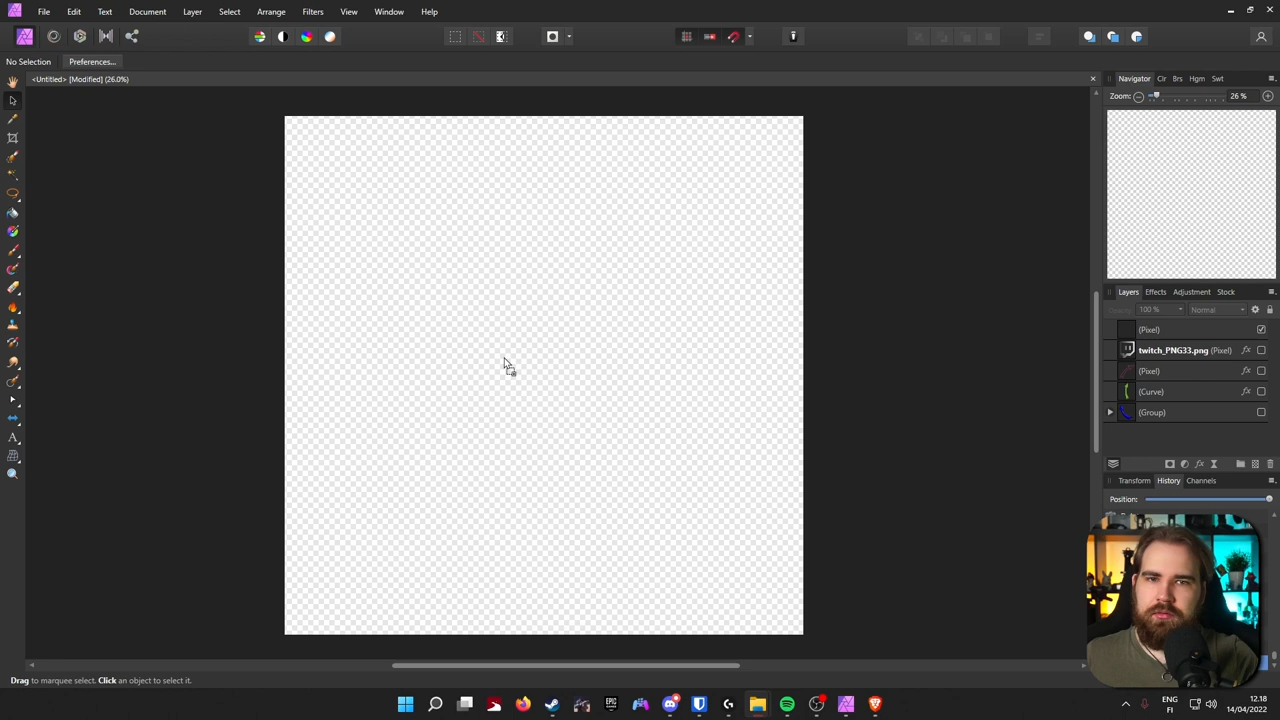 File Edit Text Document Layer Select Arrange Filters View Window Help
No Selection Preferences...
<Untitled> [Modified] (26.0%)
Navigator Clr Brs Hgm Swt
Zoom: 26 %
Layers Effects Adjustment Stock
Opacity 100 % Normal
(Pixel)
twitch_PNG33.png (Pixel)
(Pixel)
(Curve)
(Group)
Transform History Channels
Position:
Drag to marquee select. Click an object to select it.
EPIC
ENG
FI
12.18
14/04/2022